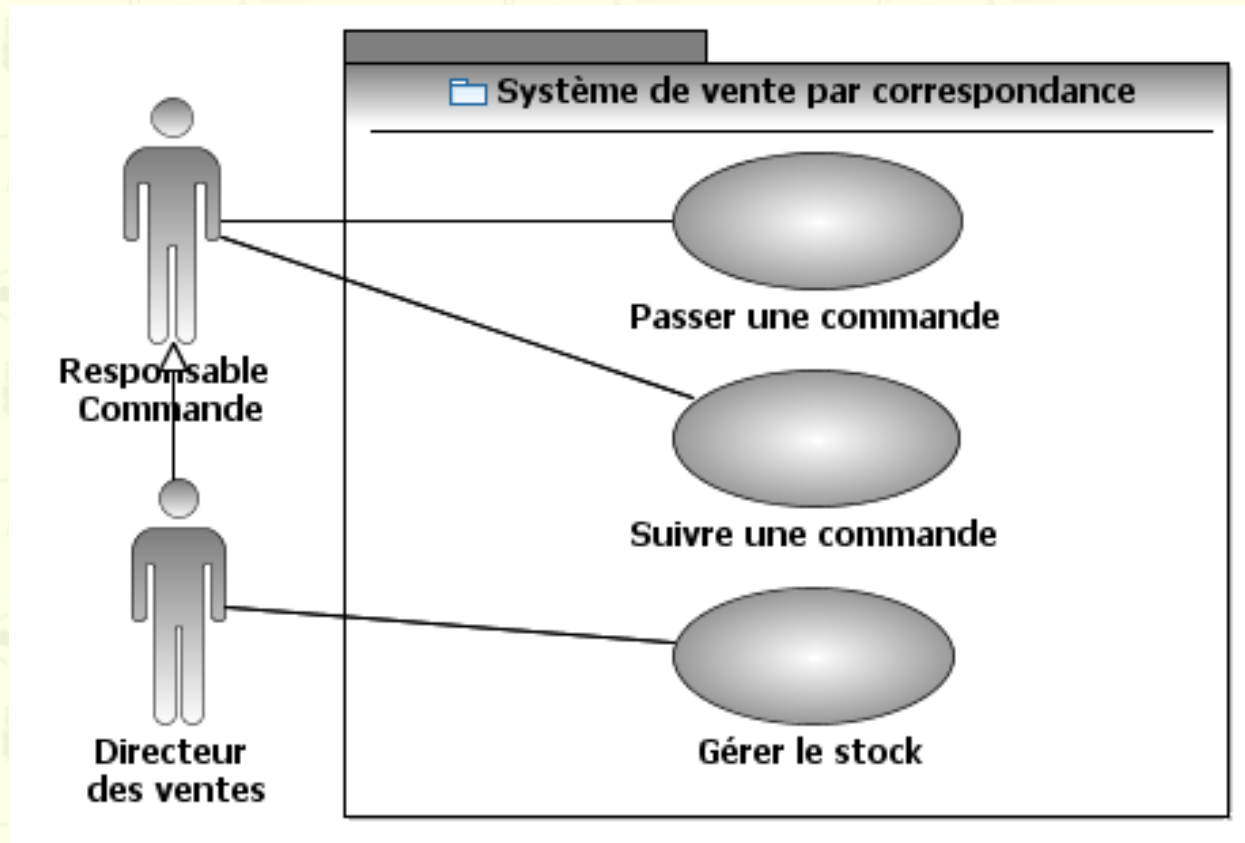 Système de vente par correspondance
Passer une commande
Responsable
Commande
Suivre une commande
Directeur
des ventes
Gérer le stock